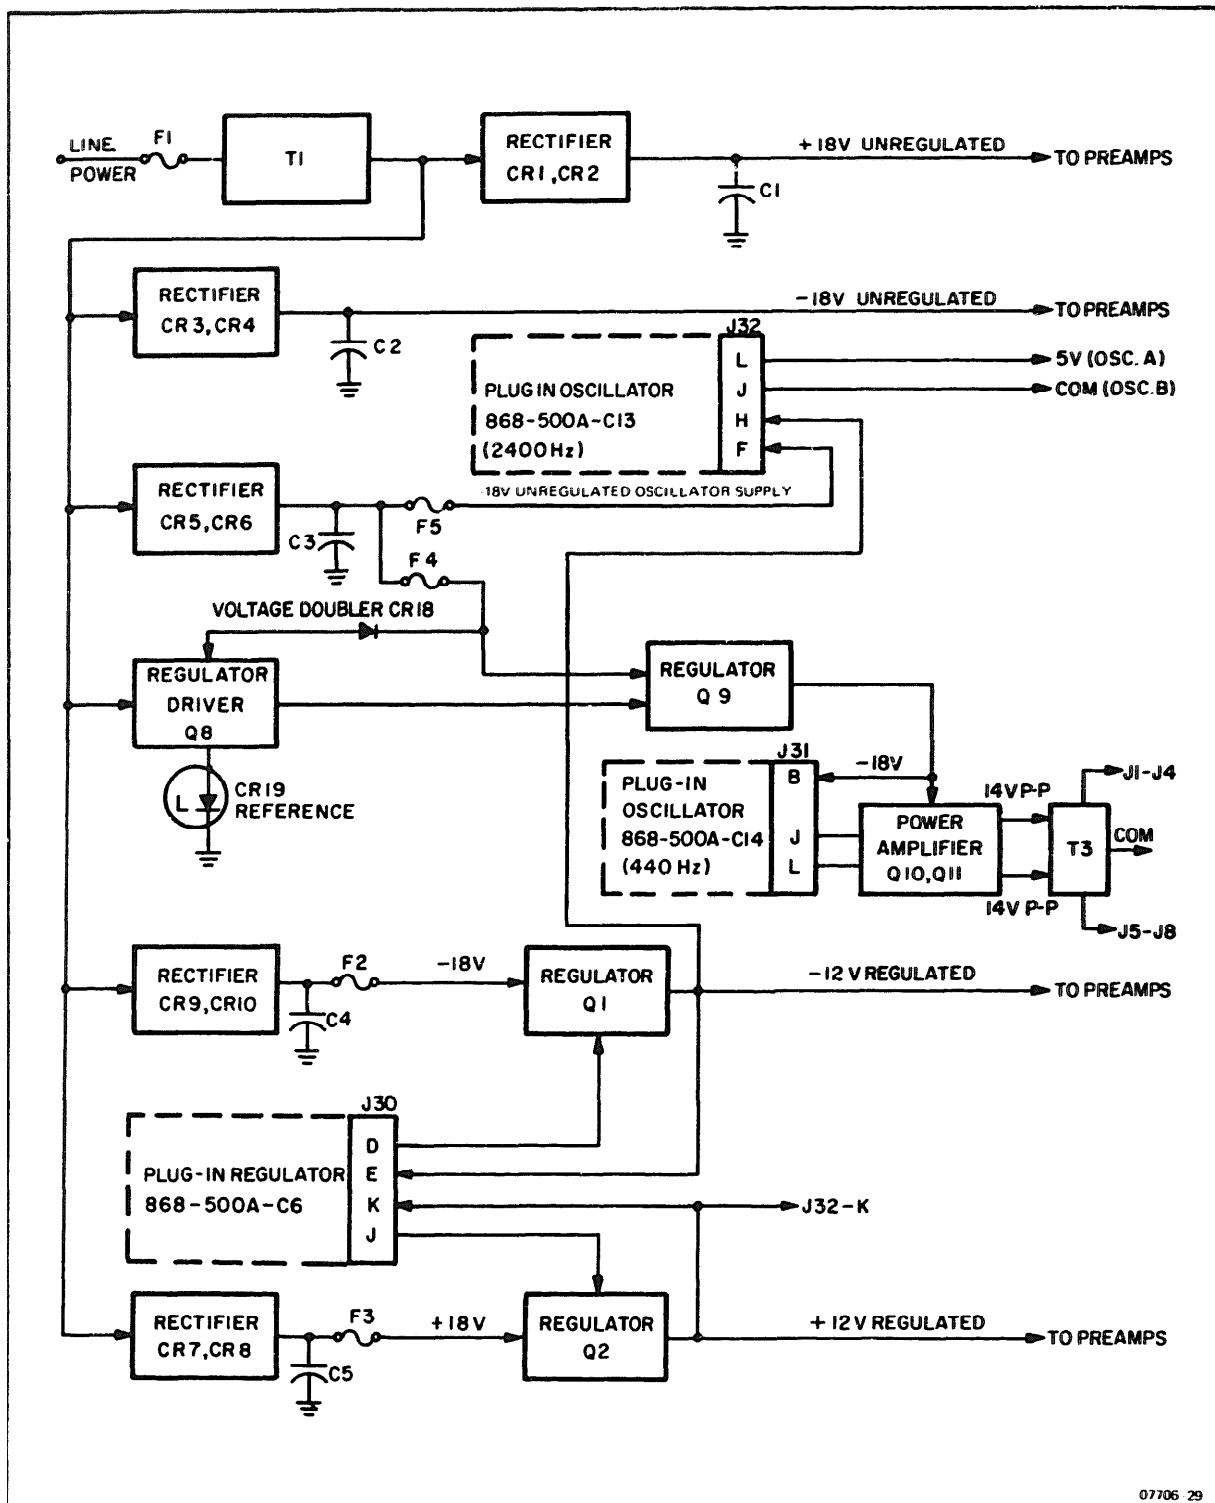 LINE
POWER
F1
T1
RECTIFIER
CR1,CR2
+18V UNREGULATED
TO PREAMPS
C1
RECTIFIER
CR3,CR4
-18V UNREGULATED
TO PREAMPS
C2
J32
PLUG IN OSCILLATOR
868-500A-C13
(2400Hz)
L
J
H
F
5V (OSC. A)
COM (OSC.B)
RECTIFIER
CR5,CR6
18V UNREGULATED OSCILLATOR SUPPLY
F5
C3
F4
VOLTAGE DOUBLER CR18
REGULATOR
DRIVER
Q8
REGULATOR
Q9
L
CR19
REFERENCE
J31
PLUG-IN
OSCILLATOR
868-500A-C14
(440 Hz)
B
J
L
-18V
POWER
AMPLIFIER
Q10,Q11
14V P-P
14V P-P
T3
J1-J4
COM
J5-J8
RECTIFIER
CR9,CR10
F2
C4
-18V
REGULATOR
Q1
-12 V REGULATED
TO PREAMPS
J30
PLUG-IN REGULATOR
868-500A-C6
D
E
K
J
J32-K
RECTIFIER
CR7,CR8
F3
C5
+18V
REGULATOR
Q2
+12V REGULATED
TO PREAMPS
07706-29